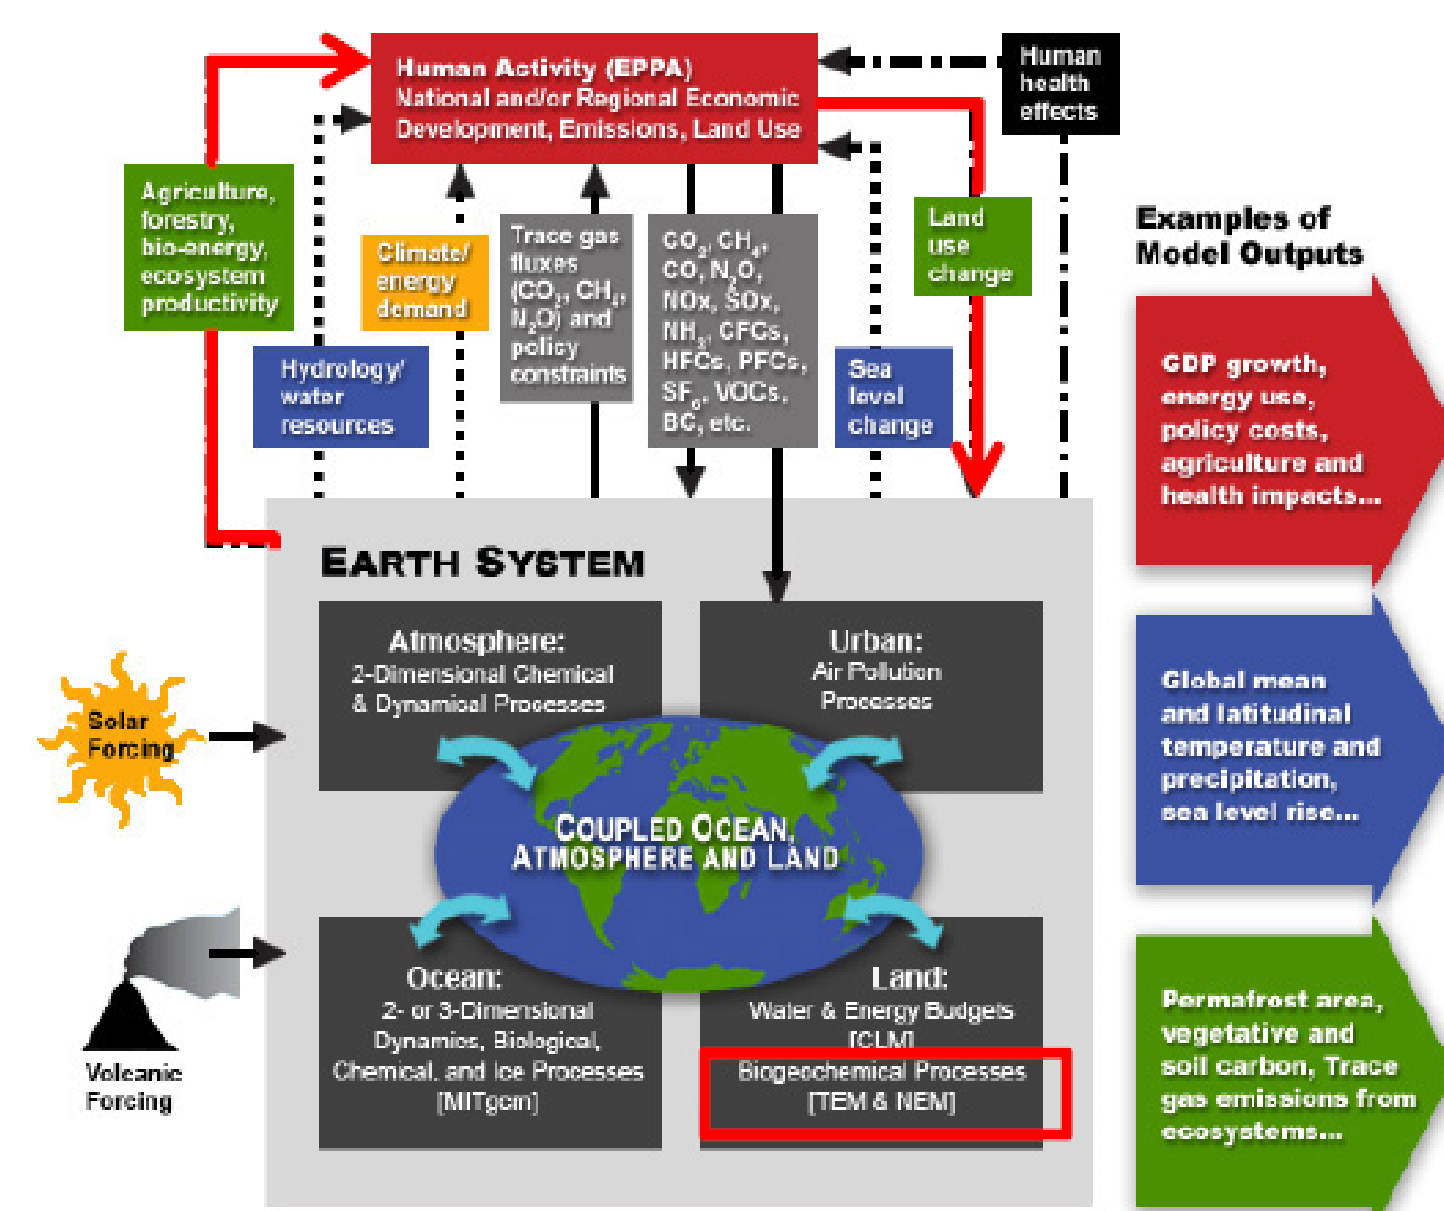 Human Activity (EPPA)
National and/or Regional Economic
Development, Emissions, Land Use
Human
health
effects
Agriculture,
forestry,
bio-energy,
ecosystem
productivity
Hydrology/
water
resources
Climate/
energy
demand
Trace gas
fluxes
(CO₂, CH₄,
N₂O) and
policy
constraints
CO₂, CH₄,
CO, N₂O,
NOx, SOx,
NH₃, CFCs,
HFCs, PFCs,
SF₆, VOCs,
BC, etc.
Sea
level
change
Land
use
change
EARTH SYSTEM
Atmosphere:
2-Dimensional Chemical
& Dynamical Processes
Urban:
Air Pollution
Processes
COUPLED OCEAN,
ATMOSPHERE AND LAND
Ocean:
2- or 3-Dimensional
Dynamics, Biological,
Chemical, and Ice Processes
[MITgcm]
Land:
Water & Energy Budgets
[CLM]
Biogeochemical Processes
[TEM & NEM]
Solar
Forcing
Volcanic
Forcing
Examples of
Model Outputs
GDP growth,
energy use,
policy costs,
agriculture and
health impacts...
Global mean
and latitudinal
temperature and
precipitation,
sea level rise...
Permafrost area,
vegetative and
soil carbon, Trace
gas emissions from
ecosystems...